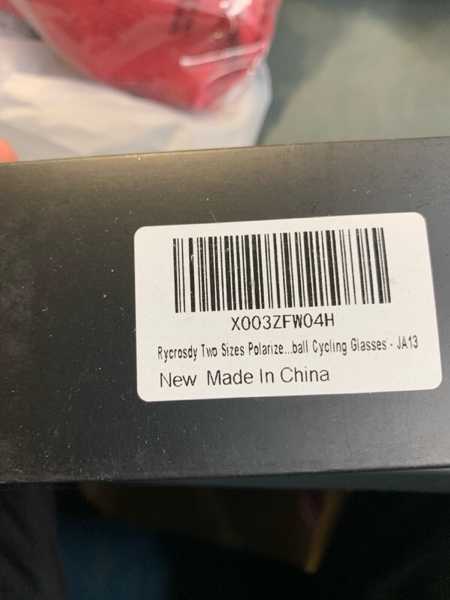 X003ZFW04H
Rycrosdy Two Sizes Polarize...ball Cycling Glasses - JA13
New Made In China